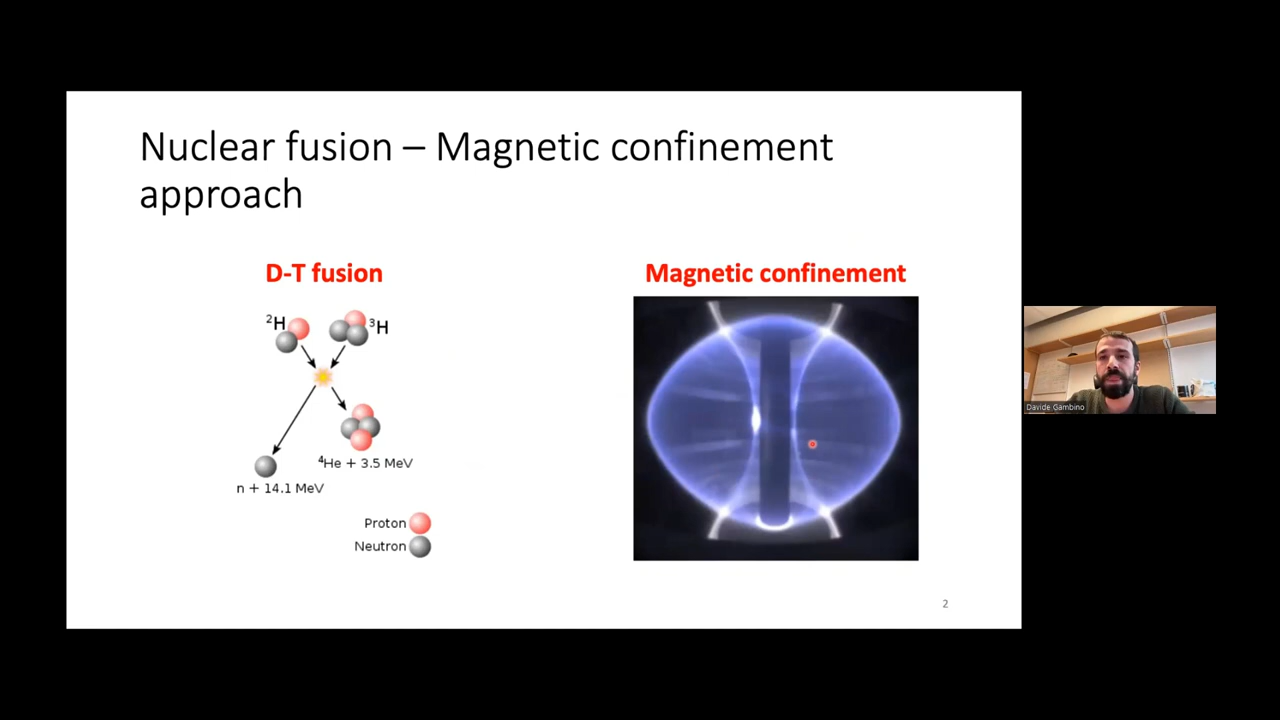 Nuclear fusion – Magnetic confinement
approach
D-T fusion
²H
³H
⁴He + 3.5 MeV
n + 14.1 MeV
Proton
Neutron
Magnetic confinement
2
Davide Gambino